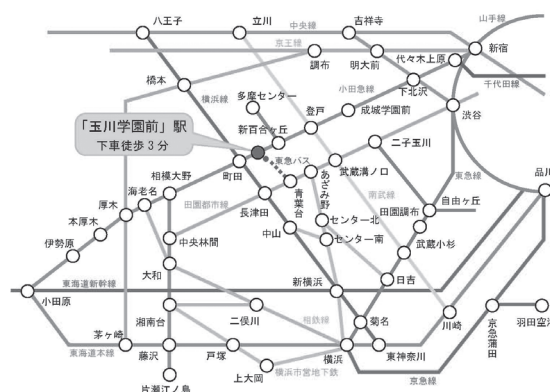 八王子
立川
中央線
吉祥寺
山手線
新宿
京王線
調布
明大前
代々木上原
橋本
横浜線
多摩センター
小田急線
下北沢
千代田線
渋谷
登戸
成城学園前
「玉川学園前」駅
下車徒歩3分
新百合ヶ丘
二子玉川
品川
町田
東急バス
武蔵溝ノ口
東急線
相模大野
田園都市線
青葉台
あざみ野
南武線
自由ヶ丘
田園調布
海老名
厚木
本厚木
長津田
中山
センター北
センター南
武蔵小杉
伊勢原
中央林間
大和
新横浜
日吉
東海道新幹線
小田原
湘南台
二俣川
相鉄線
菊名
川崎
京急蒲田
羽田空港
茅ヶ崎
東海道本線
藤沢
戸塚
上大岡
横浜市営地下鉄
横浜
東神奈川
京急線
片瀬江ノ島